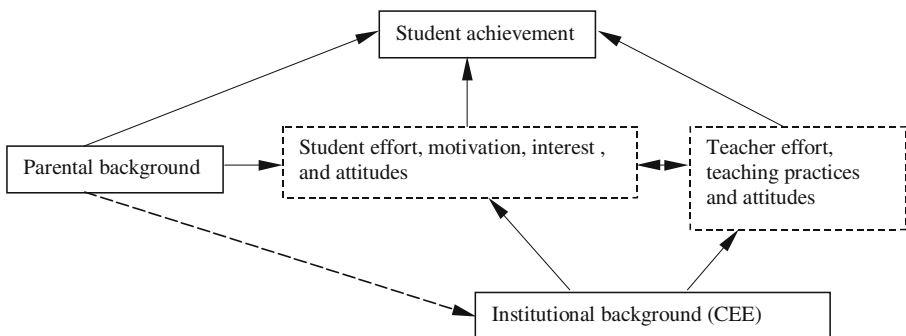 Student achievement
Parental background
Student effort, motivation, interest ,
and attitudes
Teacher effort,
teaching practices
and attitudes
Institutional background (CEE)